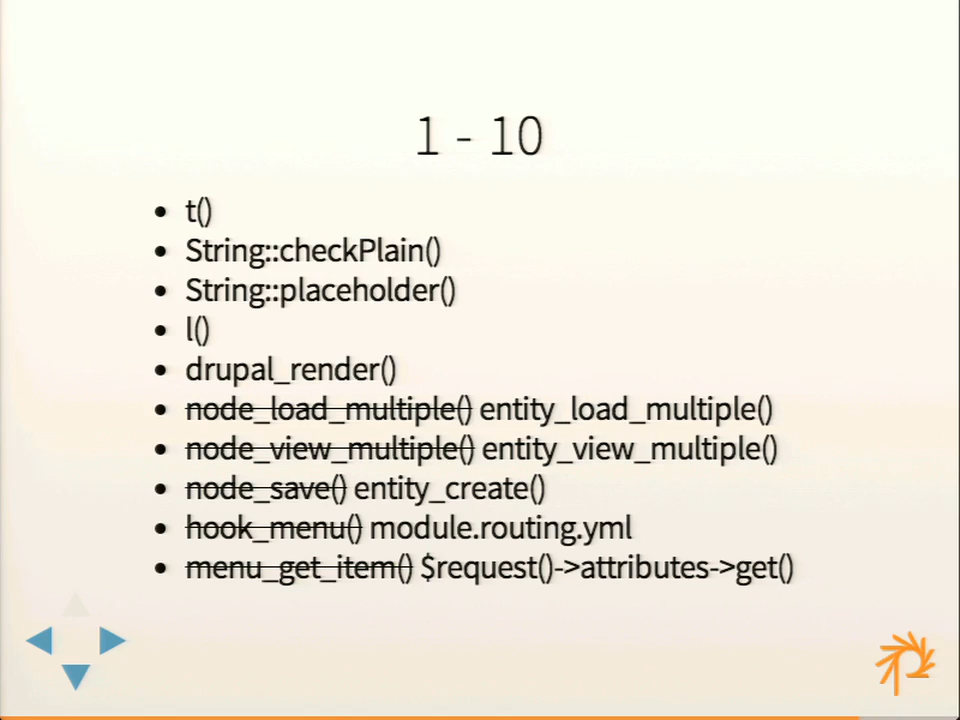 1 - 10
t()
String::checkPlain()
String::placeholder()
l()
drupal_render()
node_load_multiple() entity_load_multiple()
node_view_multiple() entity_view_multiple()
node_save() entity_create()
hook_menu() module.routing.yml
menu_get_item() $request()->attributes->get()